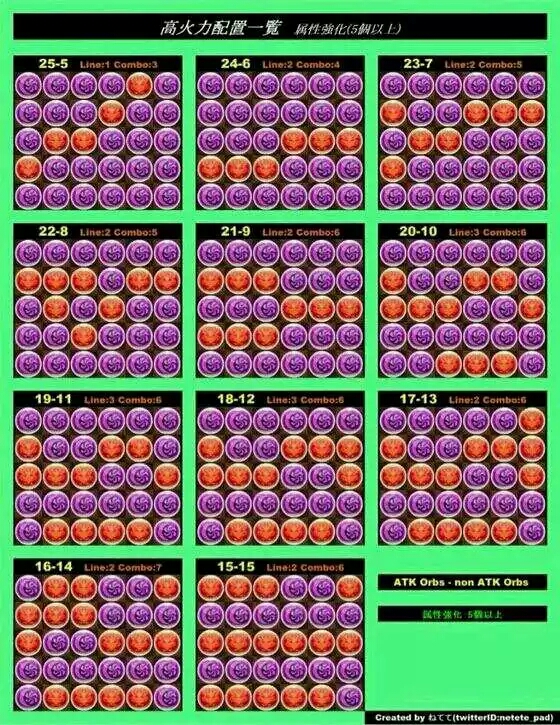 高火力配置一覧 属性強化(5個以上)
25-5 Line:1 Combo:3
24-6 Line:2 Combo:4
23-7 Line:2 Combo:5
22-8 Line:2 Combo:5
21-9 Line:2 Combo:6
20-10 Line:3 Combo:6
19-11 Line:3 Combo:6
18-12 Line:3 Combo:6
17-13 Line:2 Combo:6
16-14 Line:2 Combo:7
15-15 Line:2 Combo:6
ATK Orbs - non ATK Orbs
属性強化 5個以上
Created by ねてて(twitterID:netete_pad)